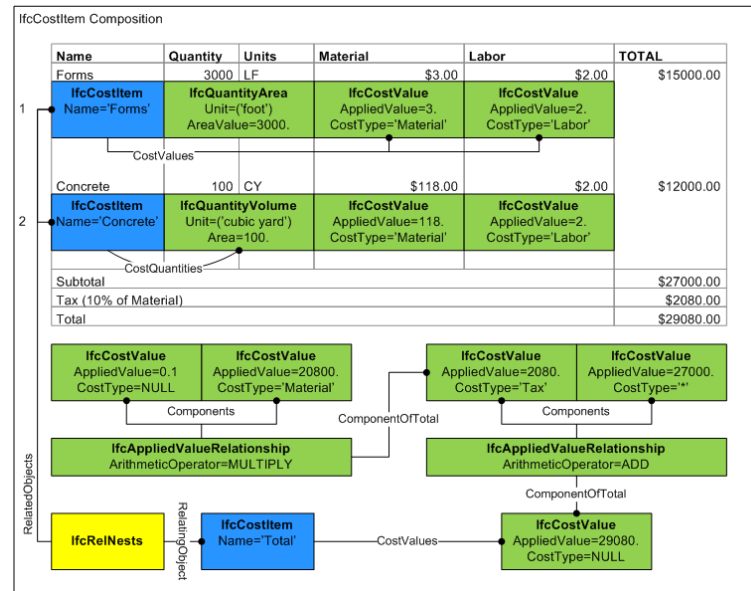 IfcCostItem Composition
Name Quantity Units Material Labor TOTAL
Forms 3000 LF $3.00 $2.00 $15000.00
1
IfcCostItem IfcQuantityArea IfcCostValue IfcCostValue
Name='Forms' Unit=('foot') AppliedValue=3. AppliedValue=2.
AreaValue=3000. CostType='Material' CostType='Labor'
CostValues
Concrete 100 CY $118.00 $2.00 $12000.00
2
IfcCostItem IfcQuantityVolume IfcCostValue IfcCostValue
Name='Concrete' Unit=('cubic yard') AppliedValue=118. AppliedValue=2.
Area=100. CostType='Material' CostType='Labor'
CostQuantities
Subtotal $27000.00
Tax (10% of Material) $2080.00
Total $29080.00
IfcCostValue IfcCostValue IfcCostValue IfcCostValue
AppliedValue=0.1 AppliedValue=20800. AppliedValue=2080. AppliedValue=27000.
CostType=NULL CostType='Material' CostType='Tax' CostType='*'
Components ComponentOfTotal Components
IfcAppliedValueRelationship IfcAppliedValueRelationship
ArithmeticOperator=MULTIPLY ArithmeticOperator=ADD
ComponentOfTotal
RelatedObjects
IfcRelNests
RelatingObject
IfcCostItem
Name='Total'
CostValues
IfcCostValue
AppliedValue=29080.
CostType=NULL